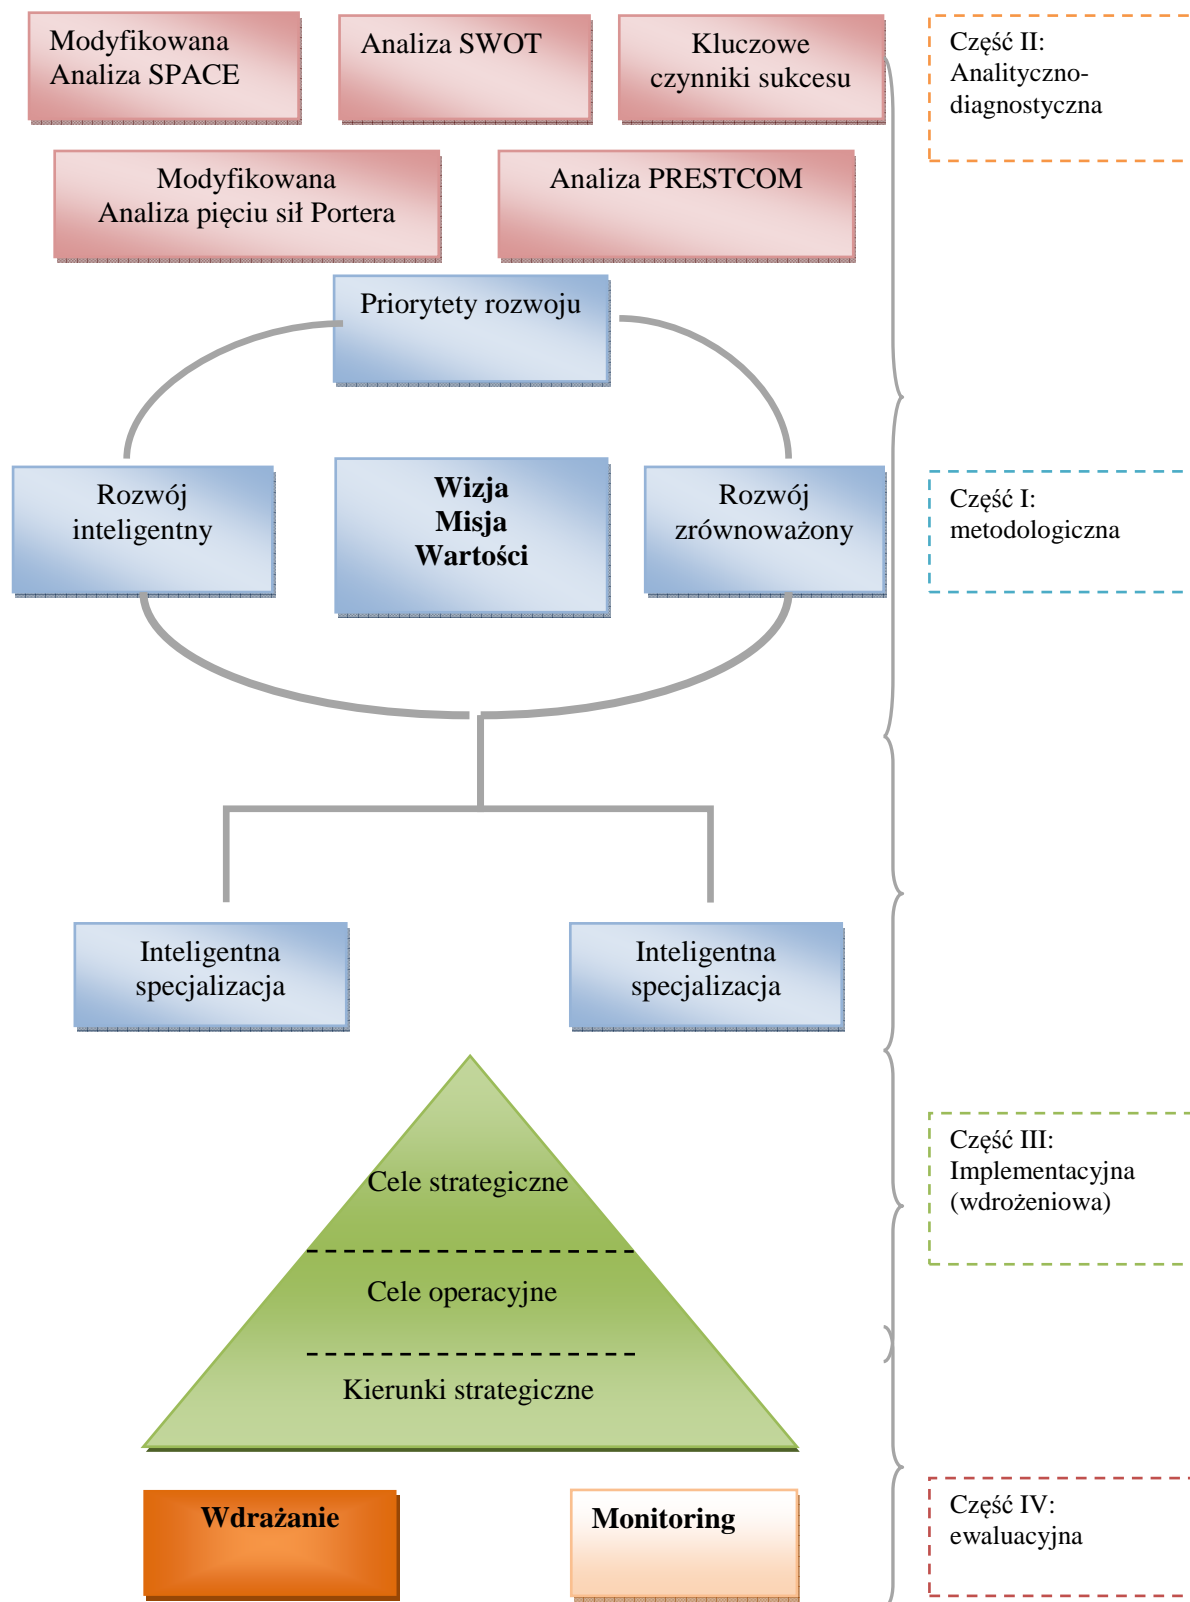 Modyfikowana
Analiza SPACE
Analiza SWOT
Kluczowe
czynniki sukcesu
Część II:
Analityczno-
diagnostyczna
Modyfikowana
Analiza pięciu sił Portera
Analiza PRESTCOM
Priorytety rozwoju
Rozwój
inteligentny
Wizja
Misja
Wartości
Rozwój
zrównoważony
Część I:
metodologiczna
Inteligentna
specjalizacja
Inteligentna
specjalizacja
Cele strategiczne
Cele operacyjne
Kierunki strategiczne
Część III:
Implementacyjna
(wdrożeniowa)
Wdrażanie
Monitoring
Część IV:
ewaluacyjna